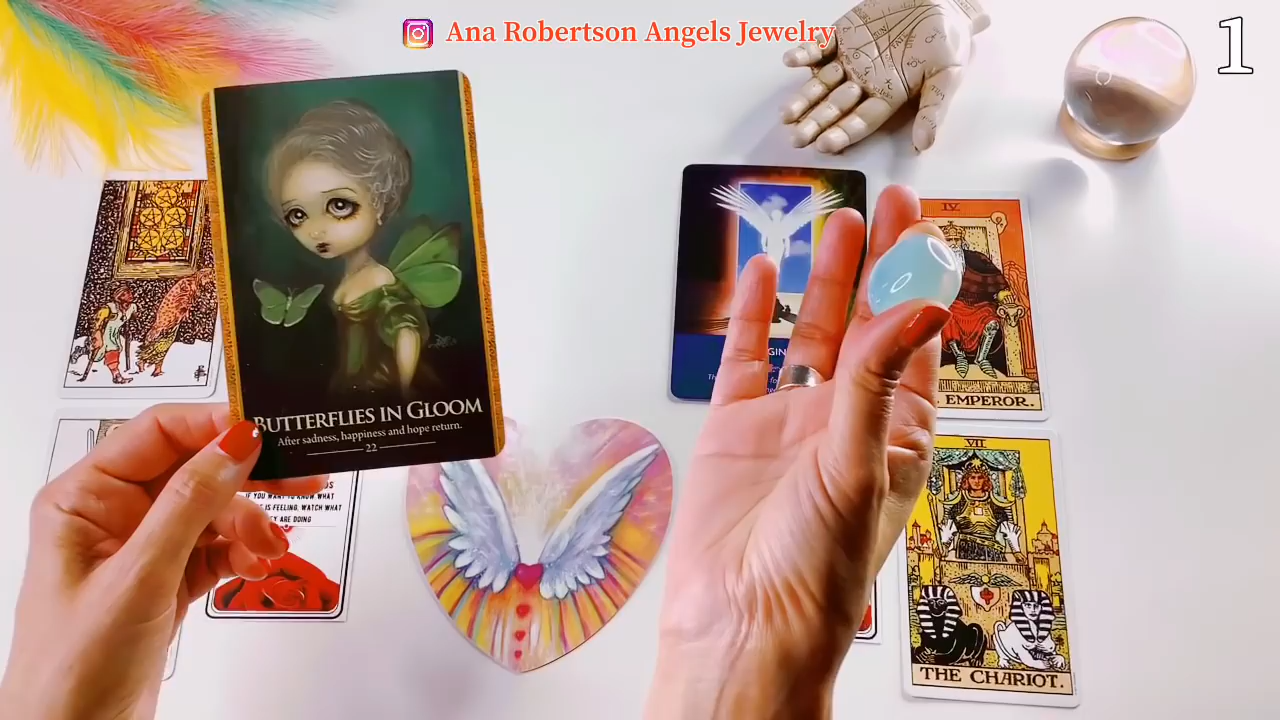 Ana Robertson Angels Jewelry
1
BUTTERFLIES IN GLOOM
After sadness, happiness and hope return.
22
IF YOU WANT TO KNOW WHAT
IS FEELING, WATCH WHAT
ARE DOING
IV
EMPEROR.
VII
THE CHARIOT.